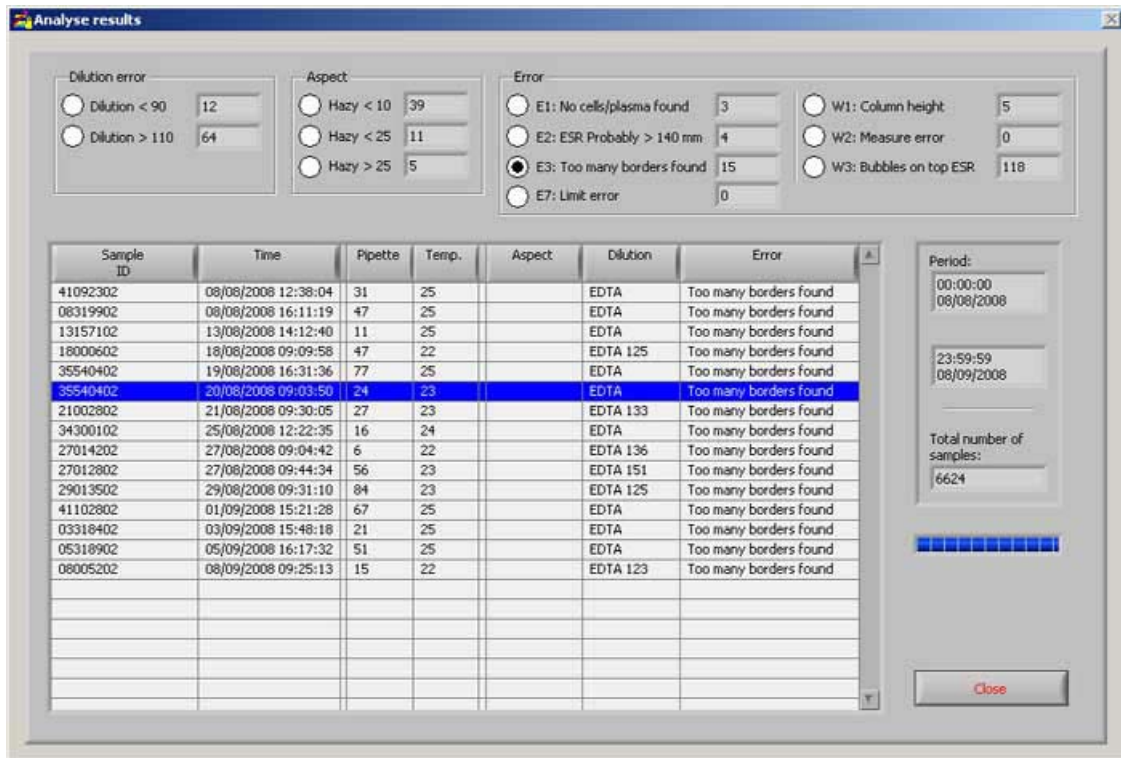 Analyse results
Dilution error
Dilution < 90 12
Dilution > 110 64
Aspect
Hazy < 10 39
Hazy < 25 11
Hazy > 25 5
Error
E1: No cells/plasma found 3
E2: ESR Probably > 140 mm 4
E3: Too many borders found 15
E7: Limit error 0
W1: Column height 5
W2: Measure error 0
W3: Bubbles on top ESR 118
Sample ID Time Pipette Temp. Aspect Dilution Error
41092302 08/08/2008 12:38:04 31 25 EDTA Too many borders found
08319902 08/08/2008 16:11:19 47 25 EDTA Too many borders found
13157102 13/08/2008 14:12:40 11 25 EDTA Too many borders found
18000602 18/08/2008 09:09:58 47 22 EDTA 125 Too many borders found
35540402 19/08/2008 16:31:36 77 25 EDTA Too many borders found
35540402 20/08/2008 09:03:50 24 23 EDTA Too many borders found
21002802 21/08/2008 09:30:05 27 23 EDTA 133 Too many borders found
34300102 25/08/2008 12:22:35 16 24 EDTA Too many borders found
27014202 27/08/2008 09:04:42 6 22 EDTA 136 Too many borders found
27012802 27/08/2008 09:44:34 56 23 EDTA 151 Too many borders found
29013502 29/08/2008 09:31:10 84 23 EDTA 125 Too many borders found
41102802 01/09/2008 15:21:28 67 25 EDTA Too many borders found
03318402 03/09/2008 15:48:18 21 25 EDTA Too many borders found
05318902 05/09/2008 16:17:32 51 25 EDTA Too many borders found
08005202 08/09/2008 09:25:13 15 22 EDTA 123 Too many borders found
Period:
00:00:00
08/08/2008
23:59:59
08/09/2008
Total number of
samples:
6624
Close